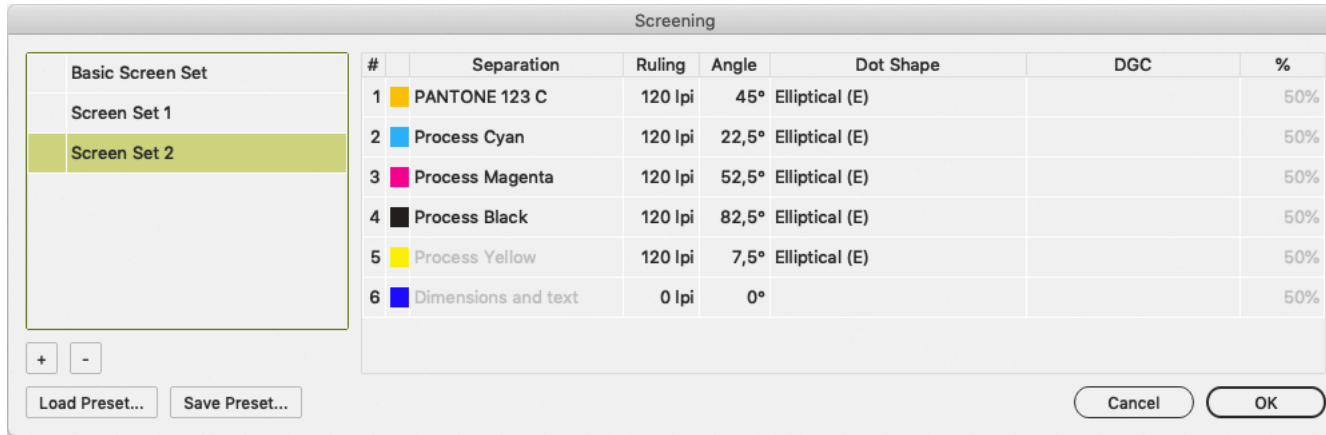 Screening
Basic Screen Set
Screen Set 1
Screen Set 2
+ -
Load Preset... Save Preset...
# Separation Ruling Angle Dot Shape DGC %
1 PANTONE 123 C 120 lpi 45° Elliptical (E) 50%
2 Process Cyan 120 lpi 22,5° Elliptical (E) 50%
3 Process Magenta 120 lpi 52,5° Elliptical (E) 50%
4 Process Black 120 lpi 82,5° Elliptical (E) 50%
5 Process Yellow 120 lpi 7,5° Elliptical (E) 50%
6 Dimensions and text 0 lpi 0° 50%
Cancel OK